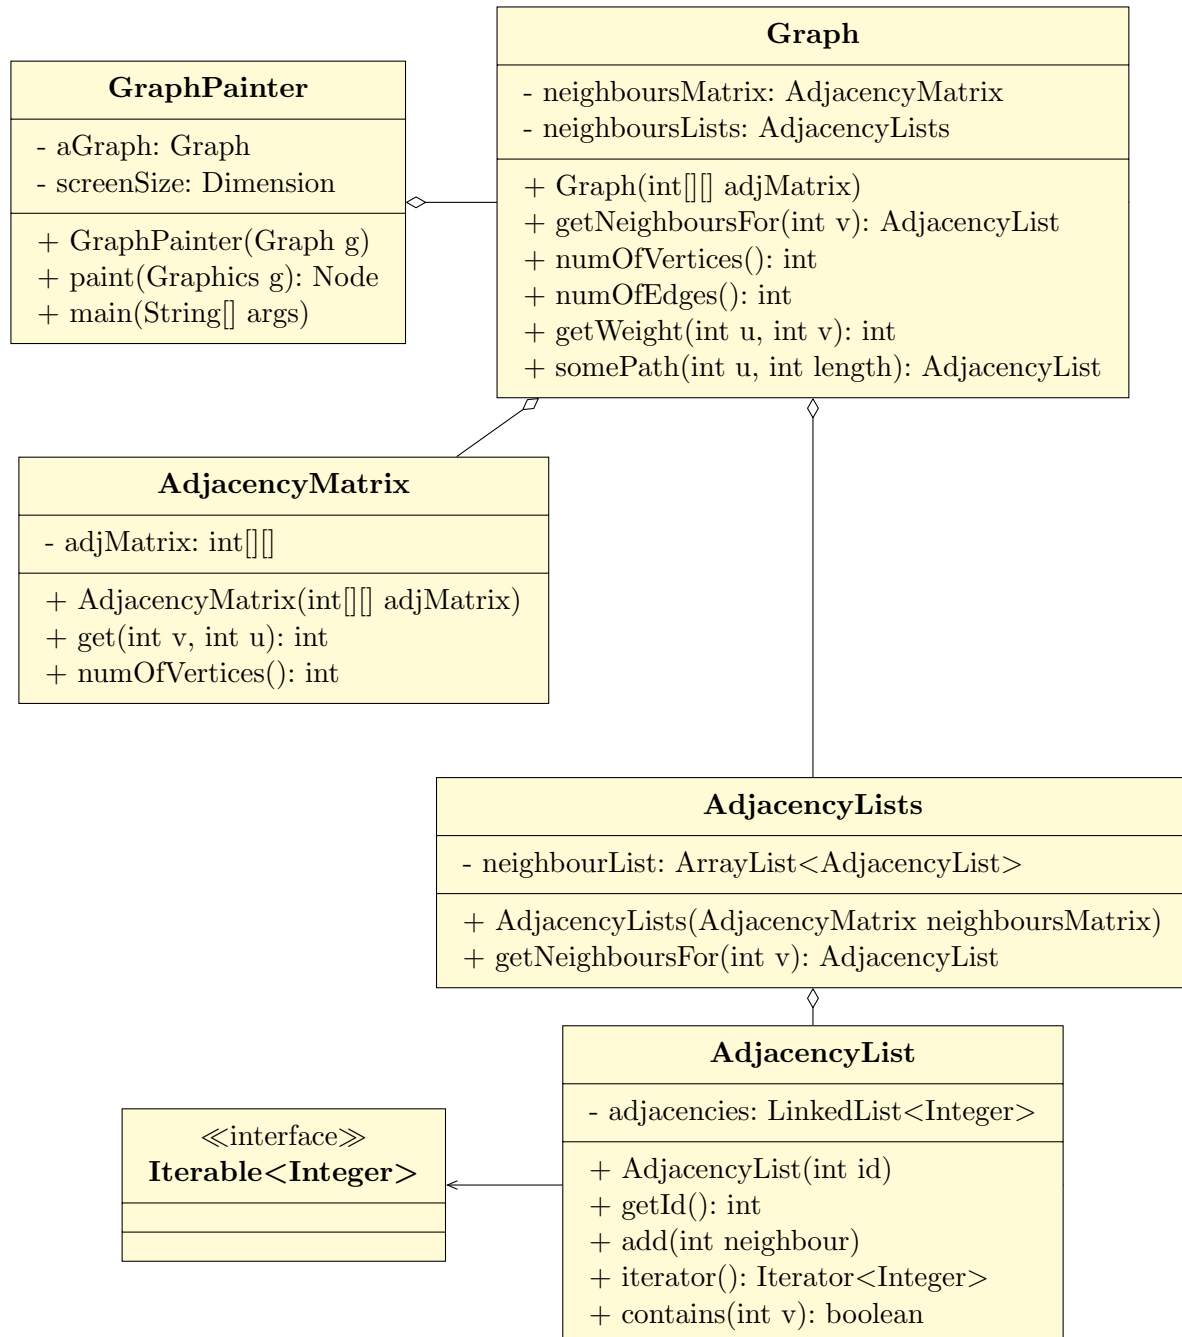 Graph
- neighboursMatrix: AdjacencyMatrix
- neighboursLists: AdjacencyLists
+ Graph(int[][] adjMatrix)
+ getNeighboursFor(int v): AdjacencyList
+ numOfVertices(): int
+ numOfEdges(): int
+ getWeight(int u, int v): int
+ somePath(int u, int length): AdjacencyList
GraphPainter
- aGraph: Graph
- screenSize: Dimension
+ GraphPainter(Graph g)
+ paint(Graphics g): Node
+ main(String[] args)
AdjacencyMatrix
- adjMatrix: int[][]
+ AdjacencyMatrix(int[][] adjMatrix)
+ get(int v, int u): int
+ numOfVertices(): int
AdjacencyLists
- neighbourList: ArrayList<AdjacencyList>
+ AdjacencyLists(AdjacencyMatrix neighboursMatrix)
+ getNeighboursFor(int v): AdjacencyList
AdjacencyList
- adjacencies: LinkedList<Integer>
+ AdjacencyList(int id)
+ getId(): int
+ add(int neighbour)
+ iterator(): Iterator<Integer>
+ contains(int v): boolean
≪interface≫
Iterable<Integer>